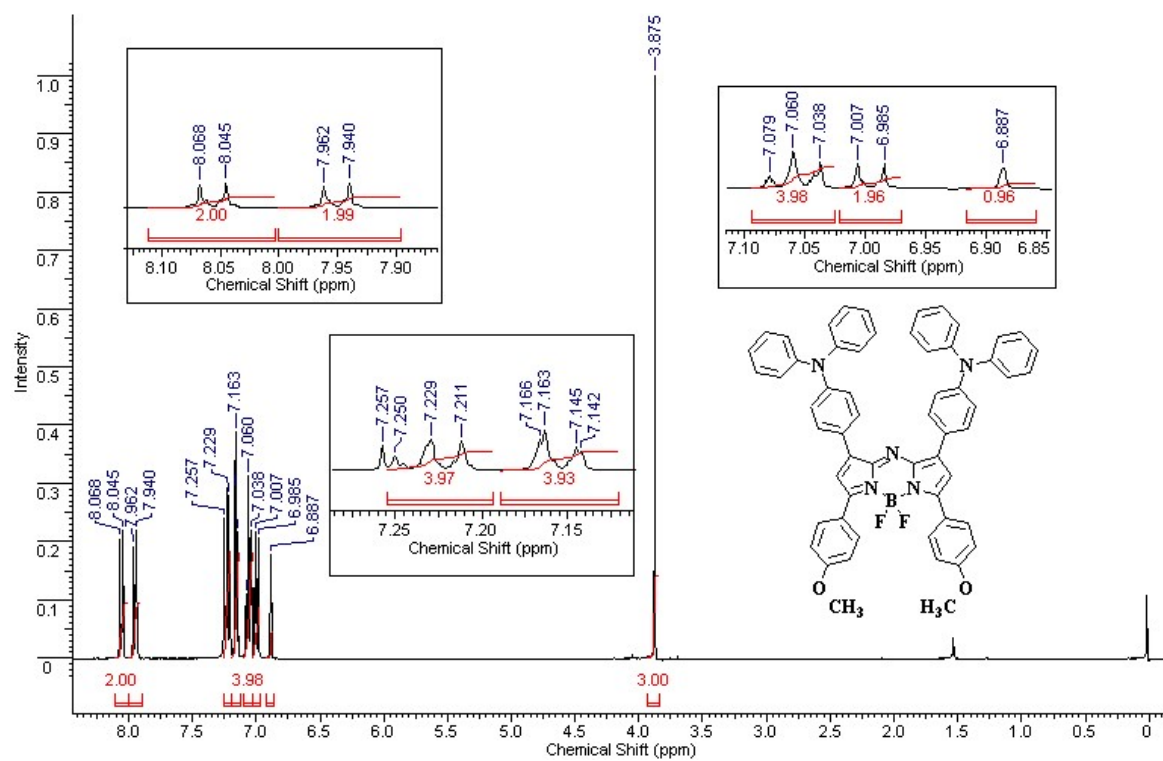 3.875
1.0
0.9
0.8
0.7
0.6
0.5
0.4
0.3
0.2
0.1
0
Intensity
8.068
8.045
7.962
7.940
2.00
1.99
8.10 8.05 8.00 7.95 7.90
Chemical Shift (ppm)
7.079
7.060
7.038
7.007
6.985
6.887
3.98
1.96
0.96
7.10 7.05 7.00 6.95 6.90 6.85
Chemical Shift (ppm)
7.257
7.250
7.229
7.211
7.166
7.163
7.145
7.142
3.97
3.93
7.25 7.20 7.15
Chemical Shift (ppm)
8.068
8.045
7.962
7.940
7.257
7.229
7.163
7.060
7.038
7.007
6.985
6.887
N N
N
N N
B
F F
O O
CH3 H3C
2.00 3.98 3.00
8.0 7.5 7.0 6.5 6.0 5.5 5.0 4.5 4.0 3.5 3.0 2.5 2.0 1.5 1.0 0.5 0
Chemical Shift (ppm)